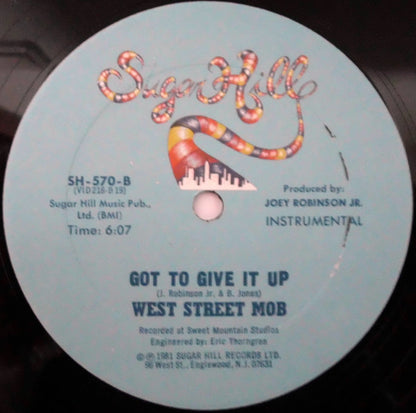 Sugar Hill
SH-570-B
(VID 218-B 19)
Sugar Hill Music Pub.,
Ltd. (BMI)
Time: 6:07
Produced by:
JOEY ROBINSON JR.
INSTRUMENTAL
GOT TO GIVE IT UP
(J. Robinson Jr. & B. Jones)
WEST STREET MOB
Recorded at Sweet Mountain Studios
Engineered by: Eric Thorngren
©℗ 1981 SUGAR HILL RECORDS LTD.
96 West St., Englewood, N.J. 07631